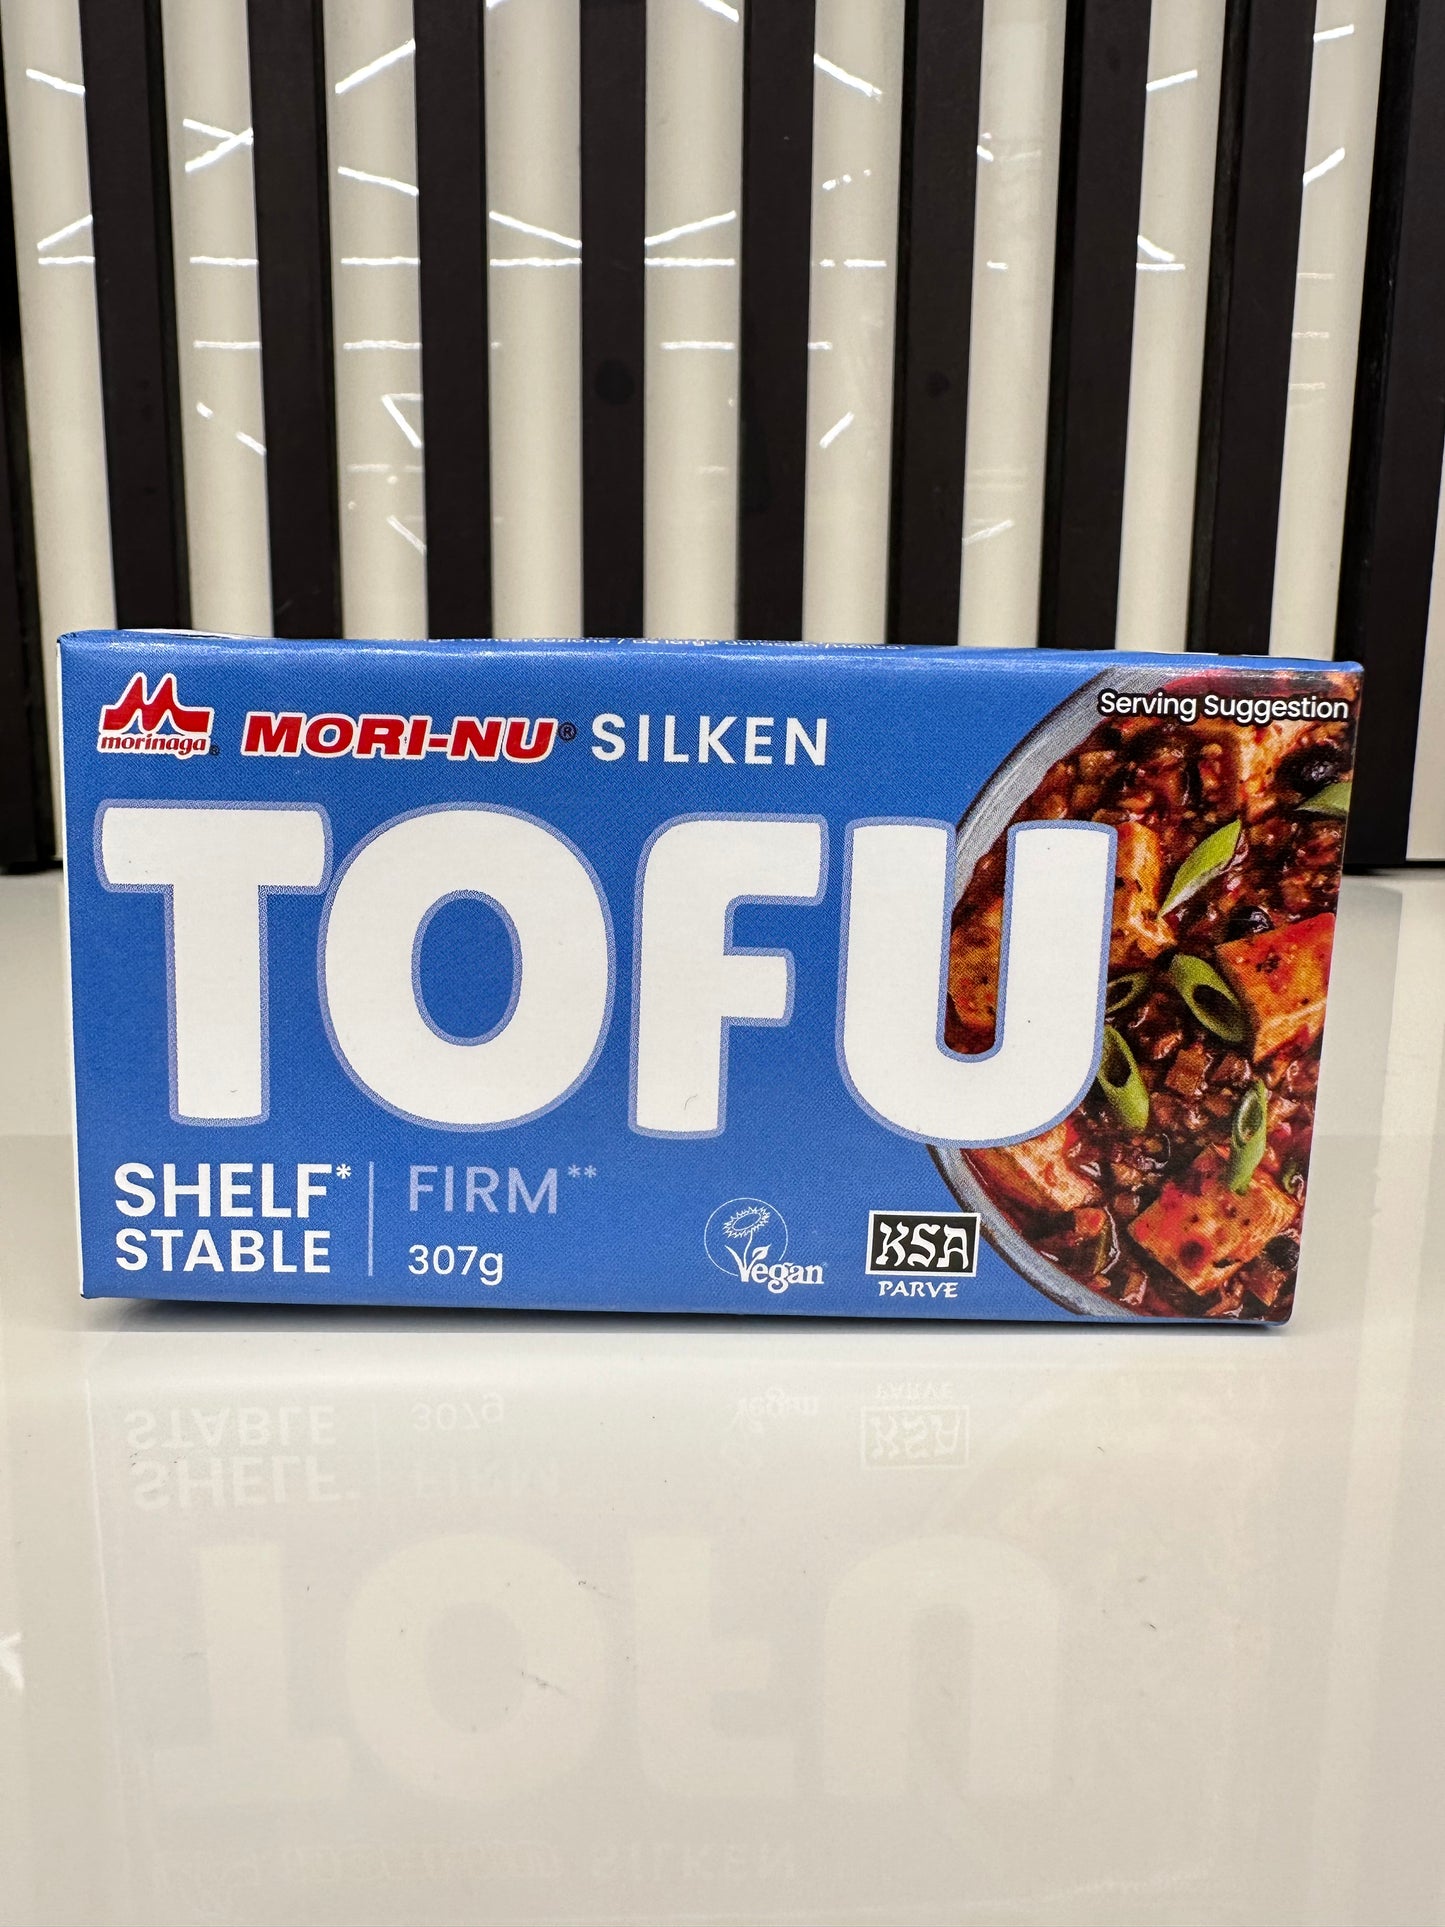 morinaga®
MORI-NU® SILKEN
Serving Suggestion
TOFU
SHELF*
STABLE
FIRM**
307g
Vegan
KSA
PARVE